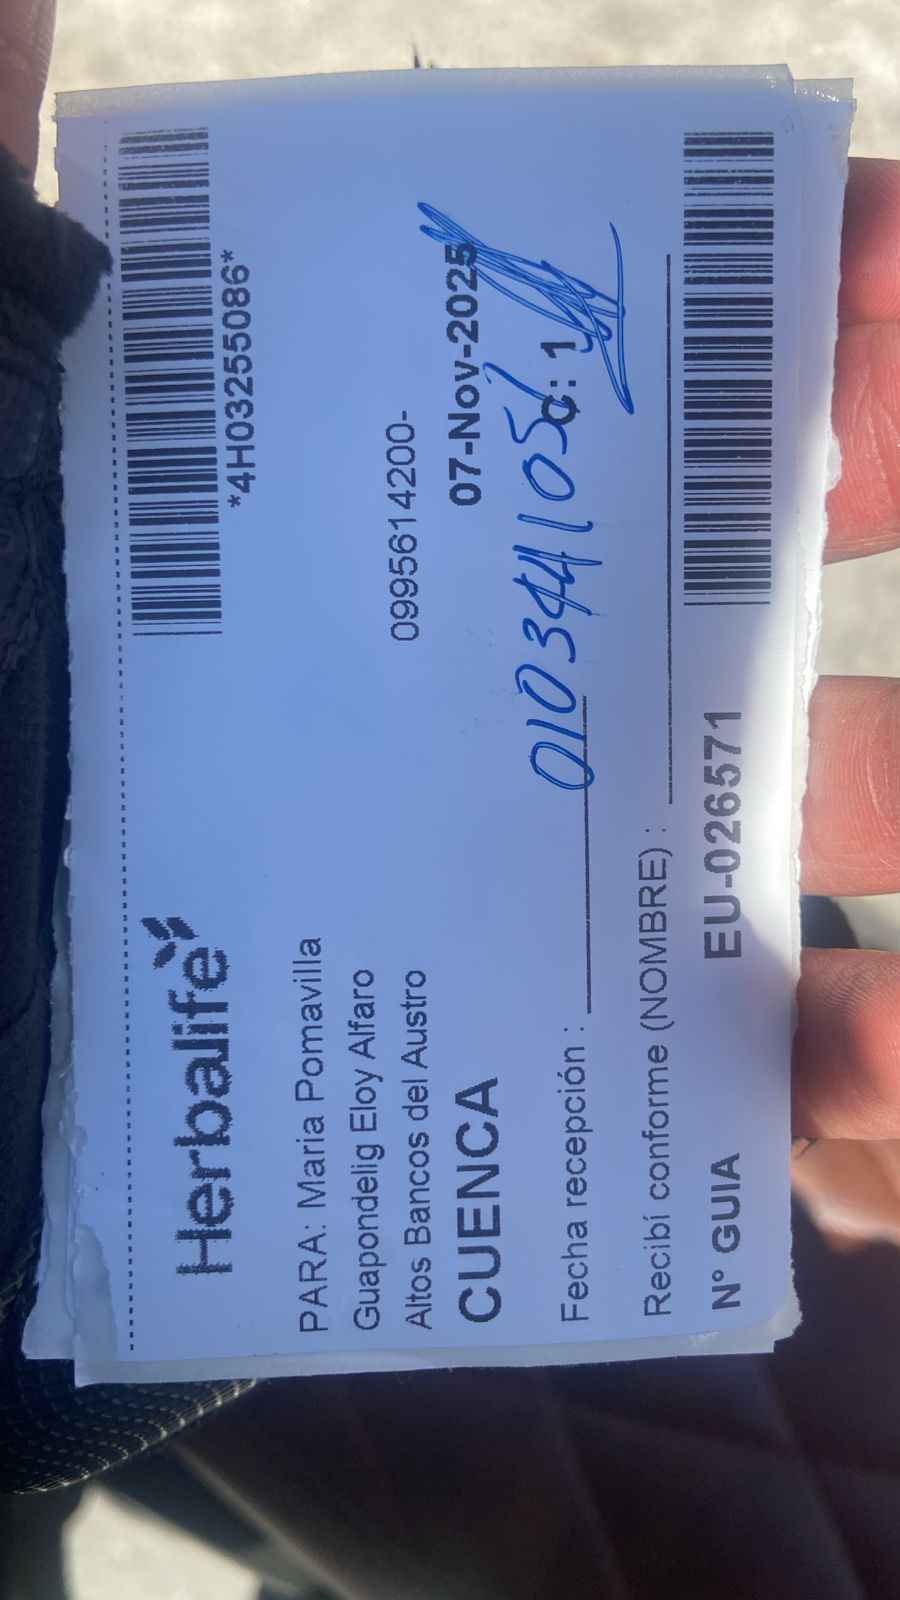 *4H03255086*
Herbalife
PARA: Maria Pomavilla
Guapondelig Eloy Alfaro 0995614200-
Altos Bancos del Austro
CUENCA 07-Nov-2025
Fecha recepción : 0103441051 C: 1
Recibí conforme (NOMBRE) :
N° GUIA EU-026571